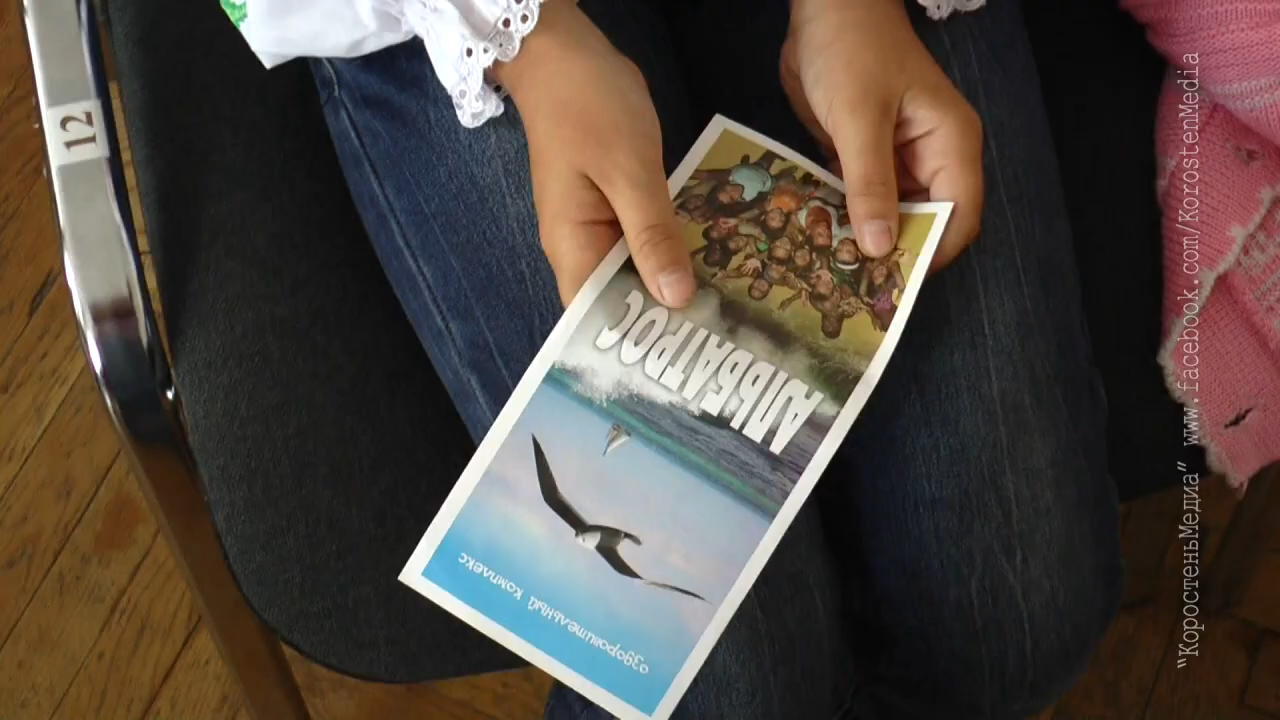 12
оздоровительный комплекс
АЛЬБАТРОС
"КоростеньМедиа" www.facebook.com/KorostenMedia